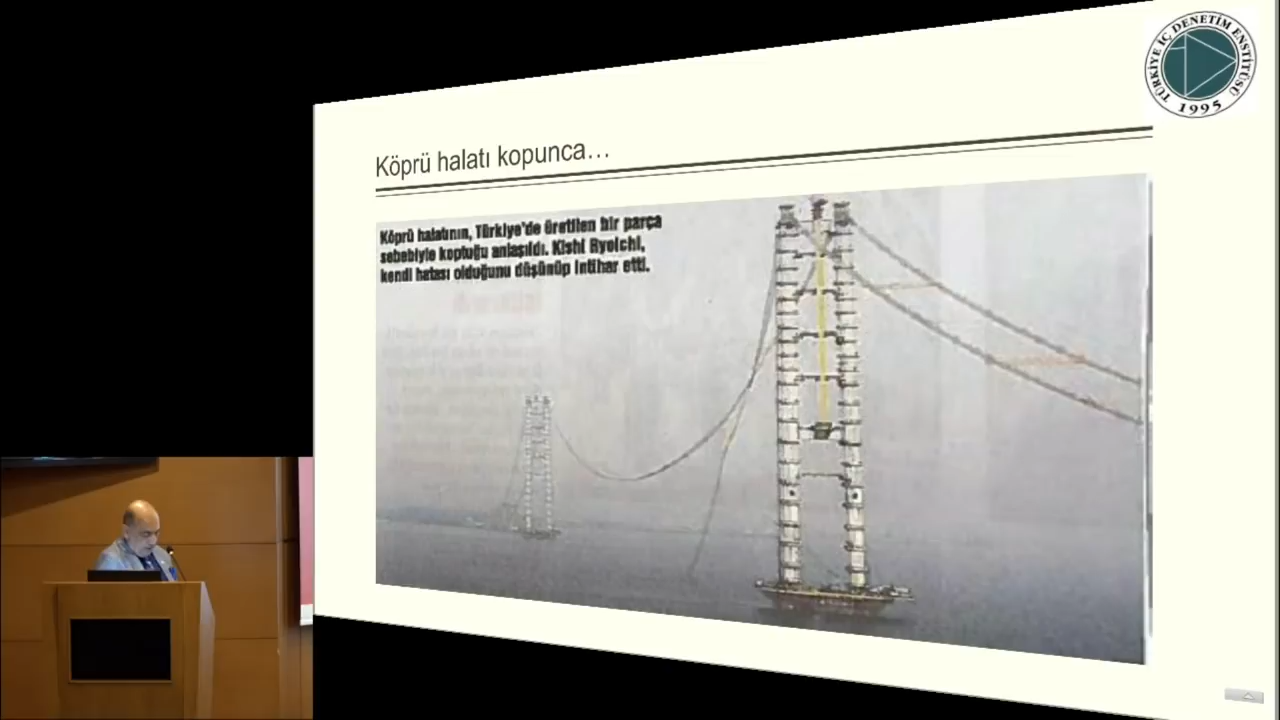 TÜRKİYE İÇ DENETİM ENSTİTÜSÜ
1995
Köprü halatı kopunca...
Köprü halatının, Türkiye'de üretilen bir parça
sebebiyle koptuğu anlaşıldı. Kishi Ryoichi,
kendi hatası olduğunu düşünüp intihar etti.